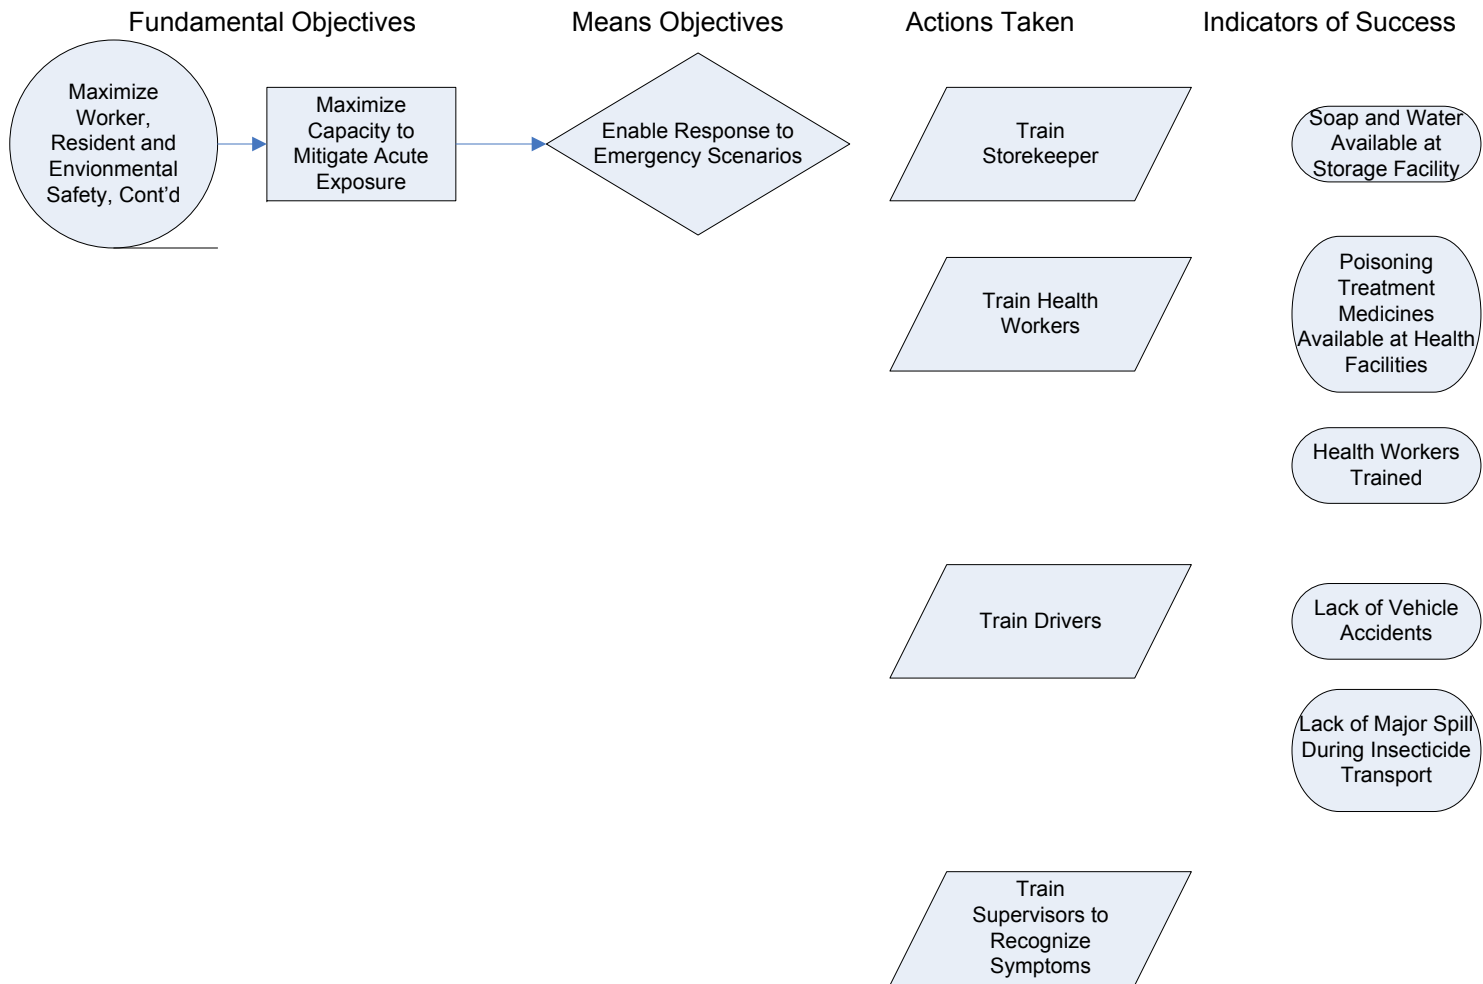 Fundamental Objectives
Means Objectives
Actions Taken
Indicators of Success
Maximize
Worker,
Resident and
Envionmental
Safety, Cont’d
Maximize
Capacity to
Mitigate Acute
Exposure
Enable Response to
Emergency Scenarios
Train
Storekeeper
Soap and Water
Available at
Storage Facility
Train Health
Workers
Poisoning
Treatment
Medicines
Available at Health
Facilities
Health Workers
Trained
Train Drivers
Lack of Vehicle
Accidents
Lack of Major Spill
During Insecticide
Transport
Train
Supervisors to
Recognize
Symptoms